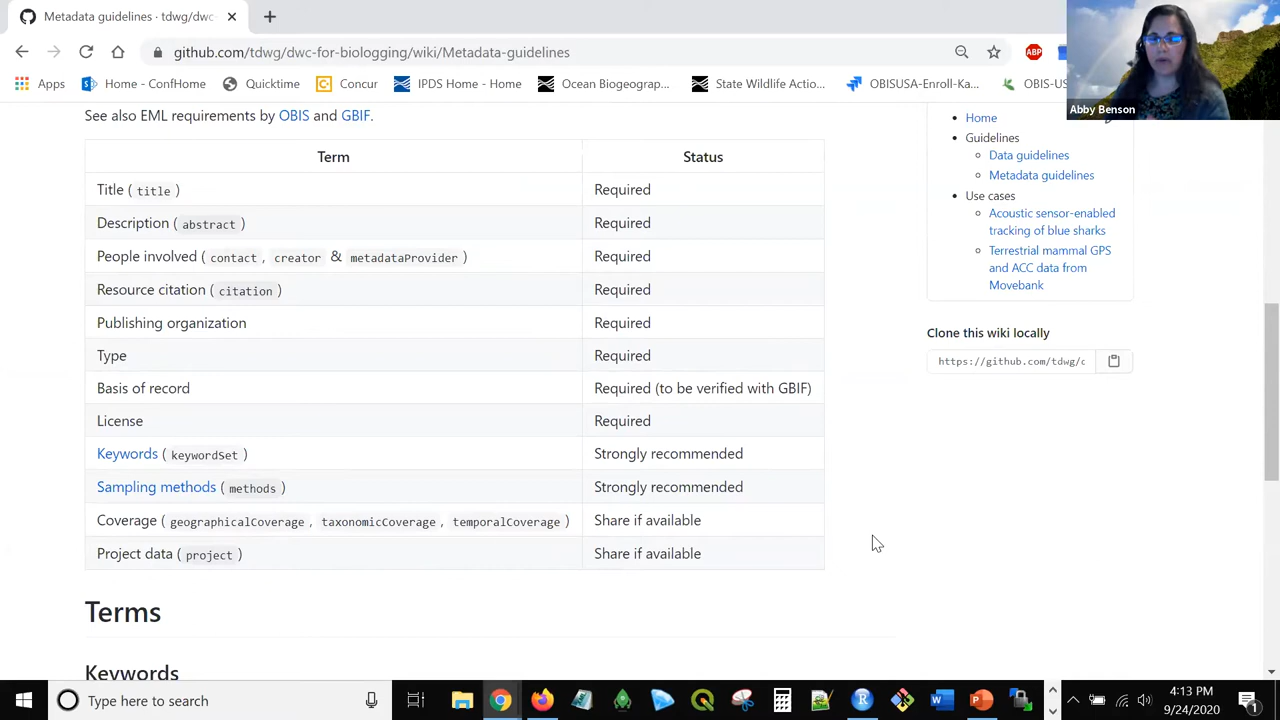 Metadata guidelines · tdwg/dwc
github.com/tdwg/dwc-for-biologging/wiki/Metadata-guidelines
ABP
Apps
Home - ConfHome
Quicktime
Concur
IPDS Home - Home
Ocean Biogeograp...
State Wildlife Actio...
OBISUSA-Enroll-Ka...
OBIS-US
Abby Benson
See also EML requirements by OBIS and GBIF.
Term Status
Title ( title ) Required
Description ( abstract ) Required
People involved ( contact , creator & metadataProvider ) Required
Resource citation ( citation ) Required
Publishing organization Required
Type Required
Basis of record Required (to be verified with GBIF)
License Required
Keywords ( keywordSet ) Strongly recommended
Sampling methods ( methods ) Strongly recommended
Coverage ( geographicalCoverage , taxonomicCoverage , temporalCoverage ) Share if available
Project data ( project ) Share if available
Terms
Keywords
Home
Guidelines
Data guidelines
Metadata guidelines
Use cases
Acoustic sensor-enabled
tracking of blue sharks
Terrestrial mammal GPS
and ACC data from
Movebank
Clone this wiki locally
https://github.com/tdwg/c
Type here to search
4:13 PM
9/24/2020